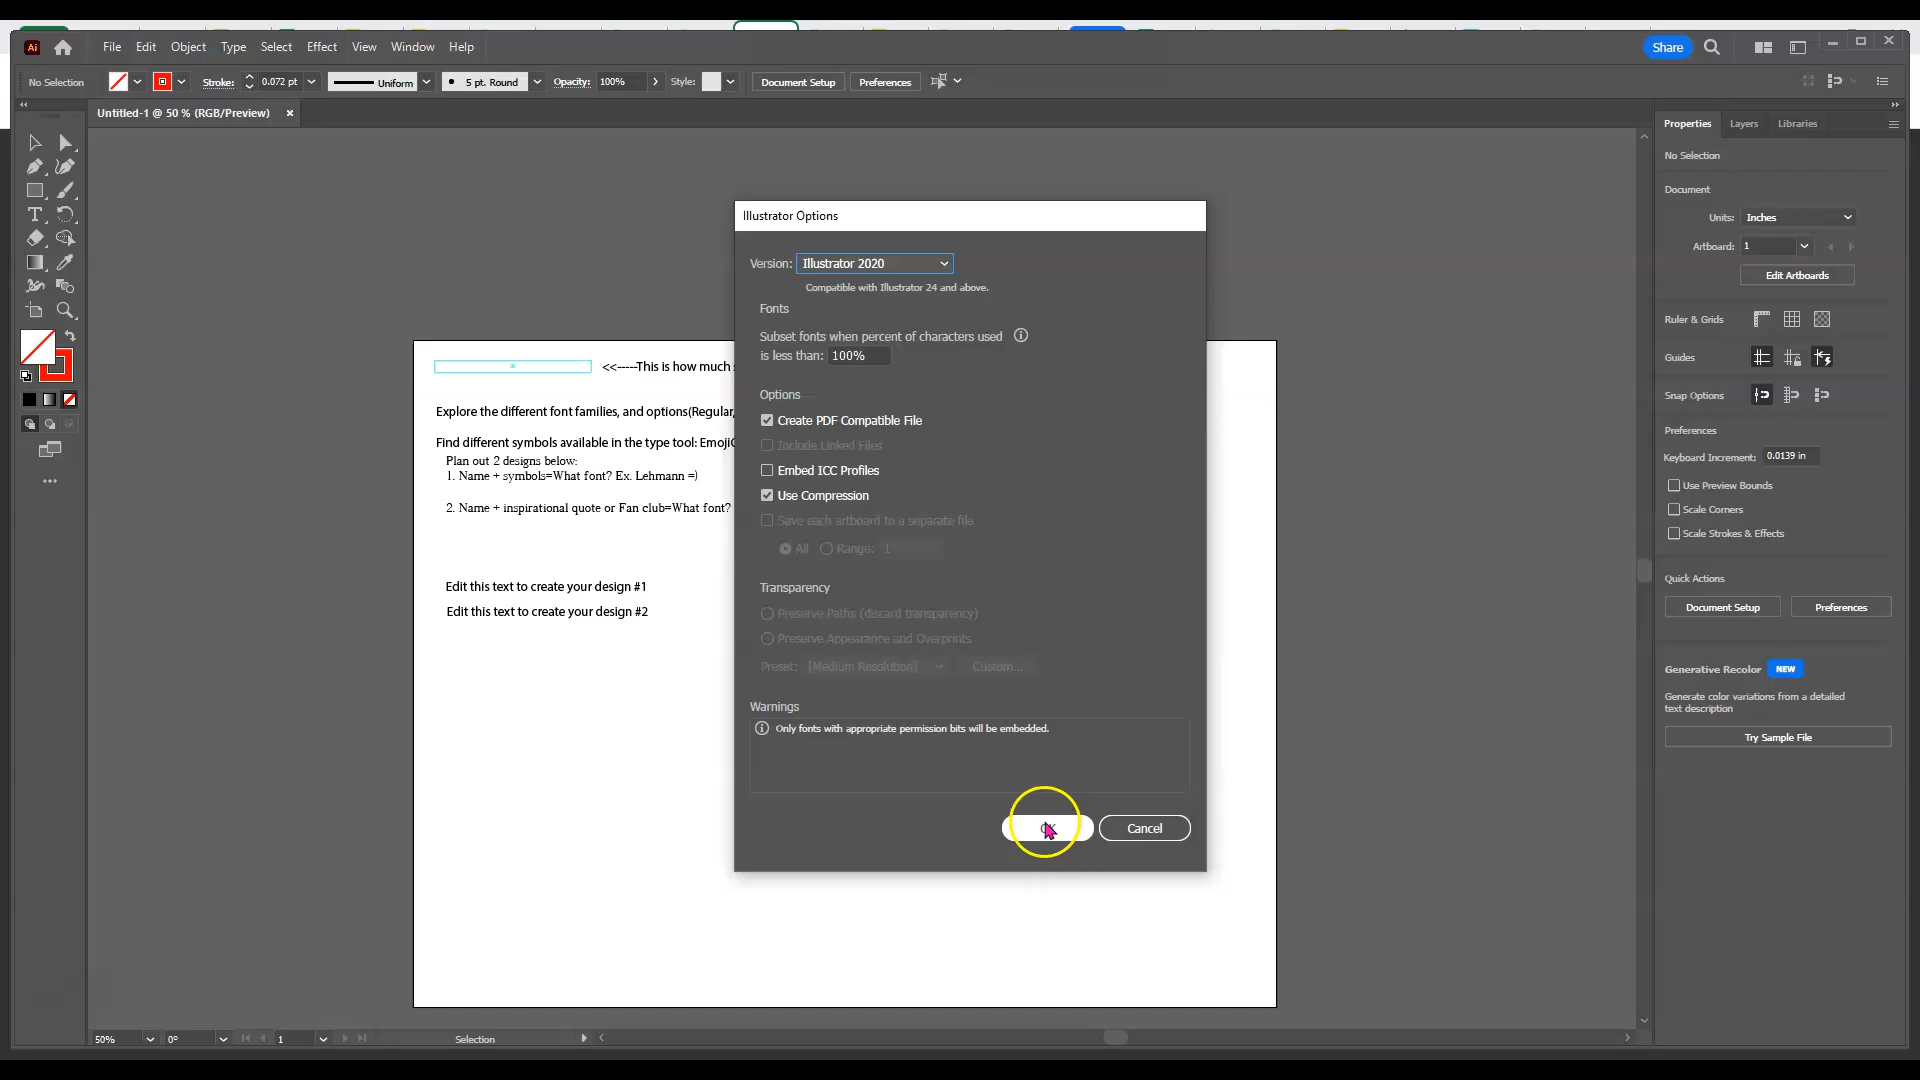 Ai
File Edit Object Type Select Effect View Window Help
Share
No Selection
Stroke: 0.072 pt
Uniform
5 pt. Round
Opacity: 100%
Style:
Document Setup
Preferences
Untitled-1 @ 50 % (RGB/Preview)
<<-----This is how much
Explore the different font families, and options(Regular,
Find different symbols available in the type tool: Emoji
Plan out 2 designs below:
1. Name + symbols=What font? Ex. Lehmann =)
2. Name + inspirational quote or Fan club=What font?
Edit this text to create your design #1
Edit this text to create your design #2
Illustrator Options
Version: Illustrator 2020
Compatible with Illustrator 24 and above.
Fonts
Subset fonts when percent of characters used
is less than: 100%
Options
Create PDF Compatible File
Include Linked Files
Embed ICC Profiles
Use Compression
Save each artboard to a separate file
All Range: 1
Transparency
Preserve Paths (discard transparency)
Preserve Appearance and Overprints
Preset: [Medium Resolution] Custom...
Warnings
Only fonts with appropriate permission bits will be embedded.
Cancel
Properties Layers Libraries
No Selection
Document
Units: Inches
Artboard: 1
Edit Artboards
Ruler & Grids
Guides
Snap Options
Preferences
Keyboard Increment: 0.0139 in
Use Preview Bounds
Scale Corners
Scale Strokes & Effects
Quick Actions
Document Setup Preferences
Generative Recolor NEW
Generate color variations from a detailed
text description
Try Sample File
50% 0° 1 Selection